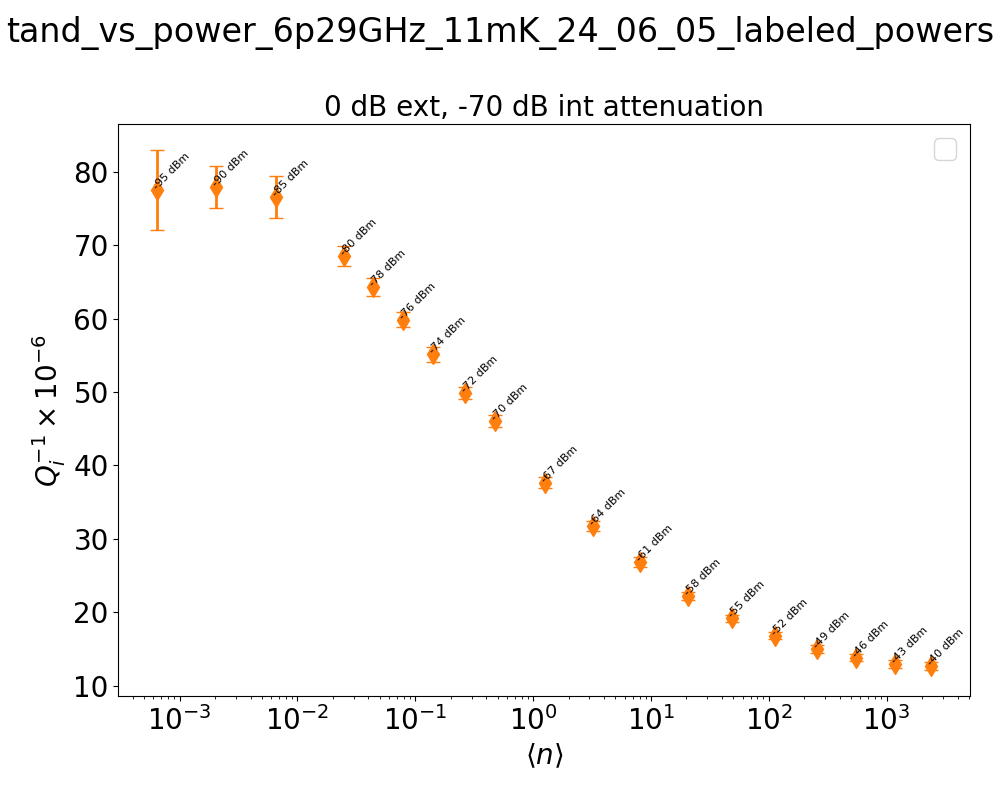 tand_vs_power_6p29GHz_11mK_24_06_05_labeled_powers
0 dB ext, -70 dB int attenuation
80
70
60
50
40
30
20
10
Q_i^{-1} × 10^{-6}
-95 dBm
-90 dBm
-85 dBm
-80 dBm
-78 dBm
-76 dBm
-74 dBm
-72 dBm
-70 dBm
-67 dBm
-64 dBm
-61 dBm
-58 dBm
-55 dBm
-52 dBm
-49 dBm
-46 dBm
-43 dBm
-40 dBm
10^{-3} 10^{-2} 10^{-1} 10^0 10^1 10^2 10^3
⟨n⟩